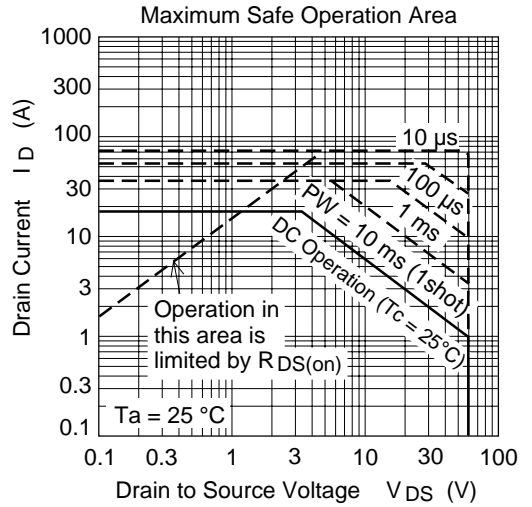 Maximum Safe Operation Area
1000
300
100
30
10
3
1
0.3
0.1
Drain Current I D (A)
10 µs
100 µs
1 ms
PW = 10 ms (1shot)
DC Operation (Tc = 25°C)
Operation in
this area is
limited by R DS(on)
Ta = 25 °C
0.1 0.3 1 3 10 30 100
Drain to Source Voltage V DS (V)